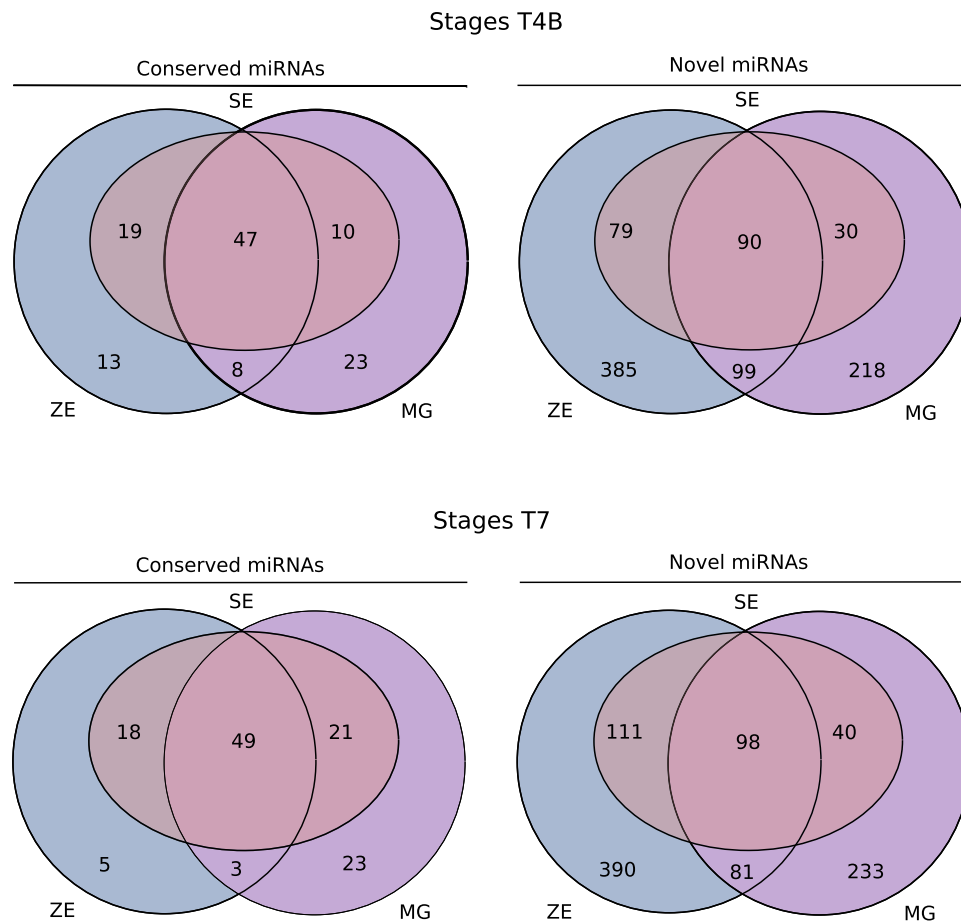 Stages T4B
Conserved miRNAs
Novel miRNAs
SE
SE
19
47
10
79
90
30
13
8
23
385
99
218
ZE
MG
ZE
MG
Stages T7
Conserved miRNAs
Novel miRNAs
SE
SE
18
49
21
111
98
40
5
3
23
390
81
233
ZE
MG
ZE
MG